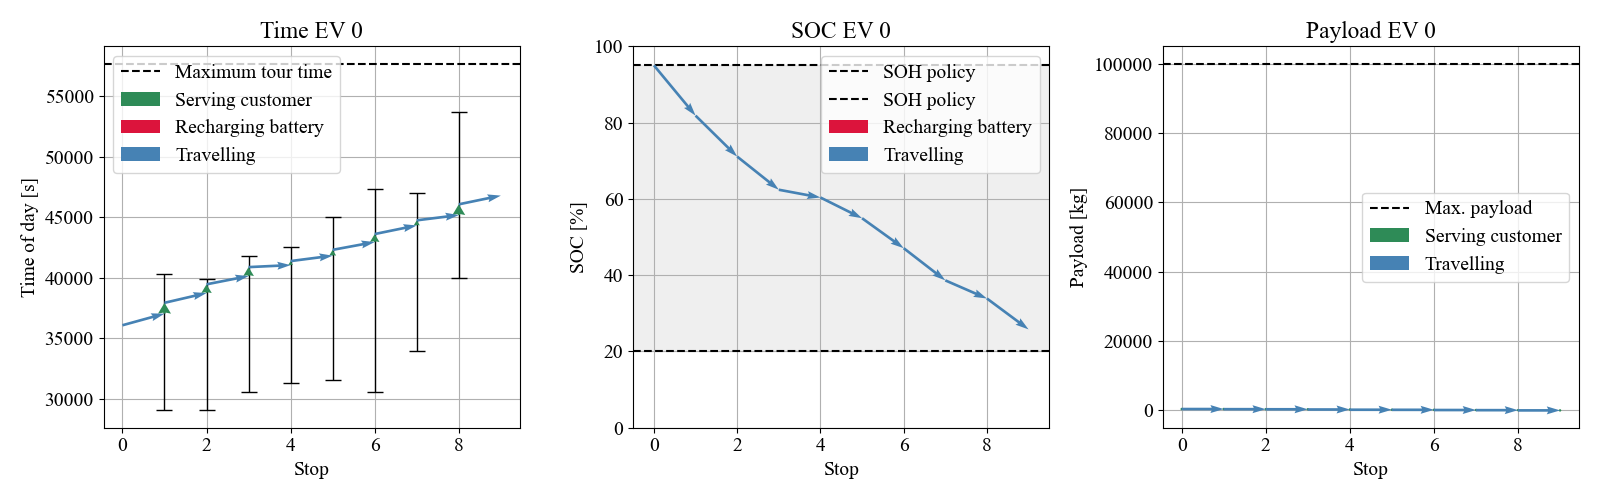 Time EV 0
Time of day [s]
55000
50000
45000
40000
35000
30000
Maximum tour time
Serving customer
Recharging battery
Travelling
0
2
4
6
8
Stop
SOC EV 0
SOC [%]
100
80
60
40
20
0
SOH policy
SOH policy
Recharging battery
Travelling
0
2
4
6
8
Stop
Payload EV 0
Payload [kg]
100000
80000
60000
40000
20000
0
Max. payload
Serving customer
Travelling
0
2
4
6
8
Stop